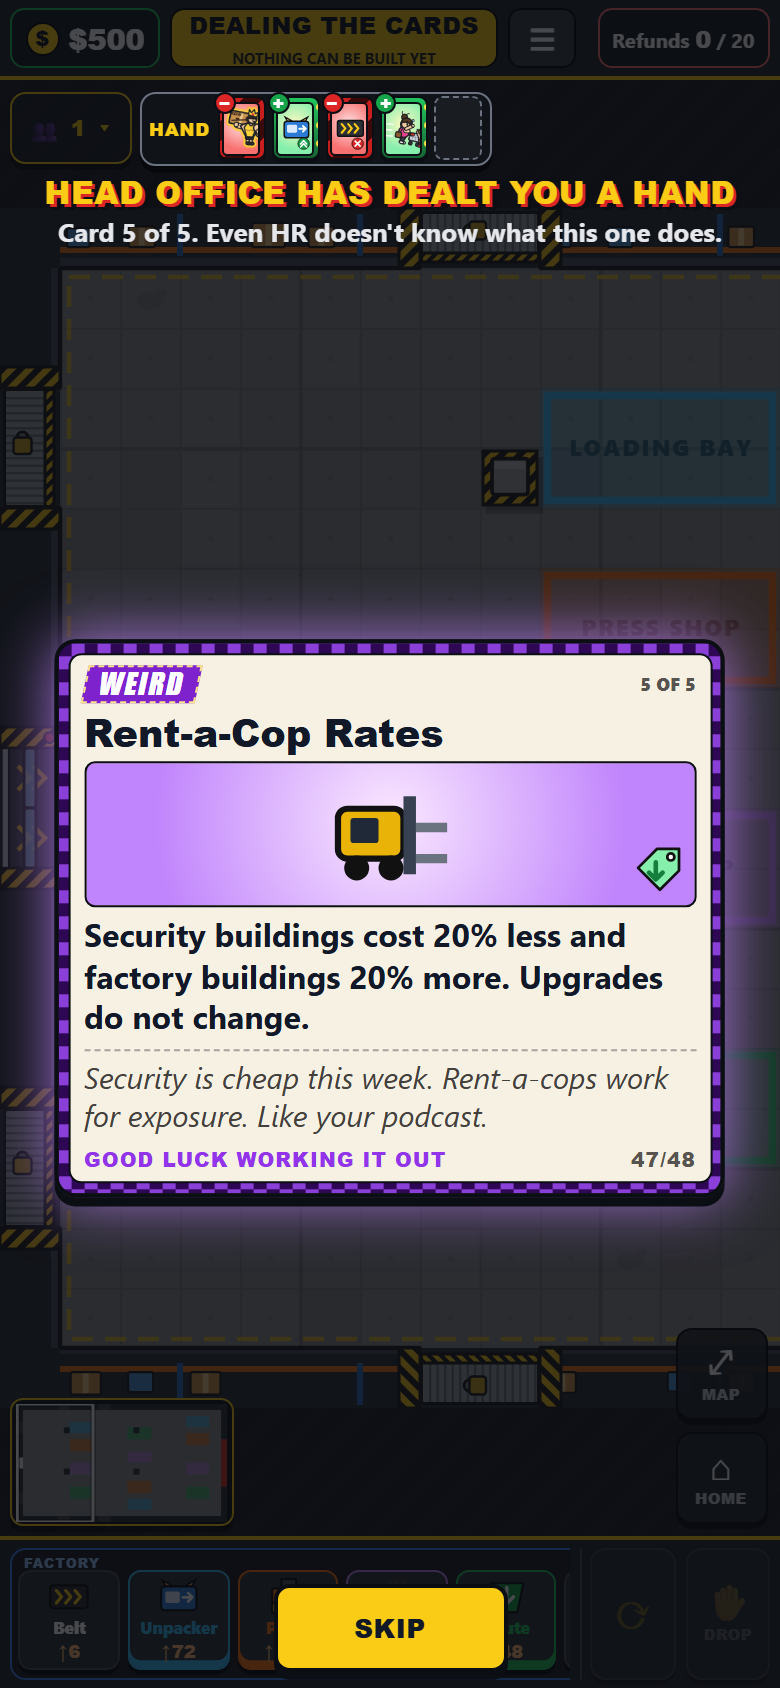 $500
DEALING THE CARDS
NOTHING CAN BE BUILT YET
Refunds 0 / 20
1
HAND
HEAD OFFICE HAS DEALT YOU A HAND
Card 5 of 5. Even HR doesn't know what this one does.
LOADING BAY
PRESS SHOP
WEIRD
5 OF 5
Rent-a-Cop Rates
Security buildings cost 20% less and
factory buildings 20% more. Upgrades
do not change.
Security is cheap this week. Rent-a-cops work
for exposure. Like your podcast.
GOOD LUCK WORKING IT OUT
47/48
MAP
HOME
FACTORY
Belt
↑6
Unpacker
↑72
SKIP
DROP